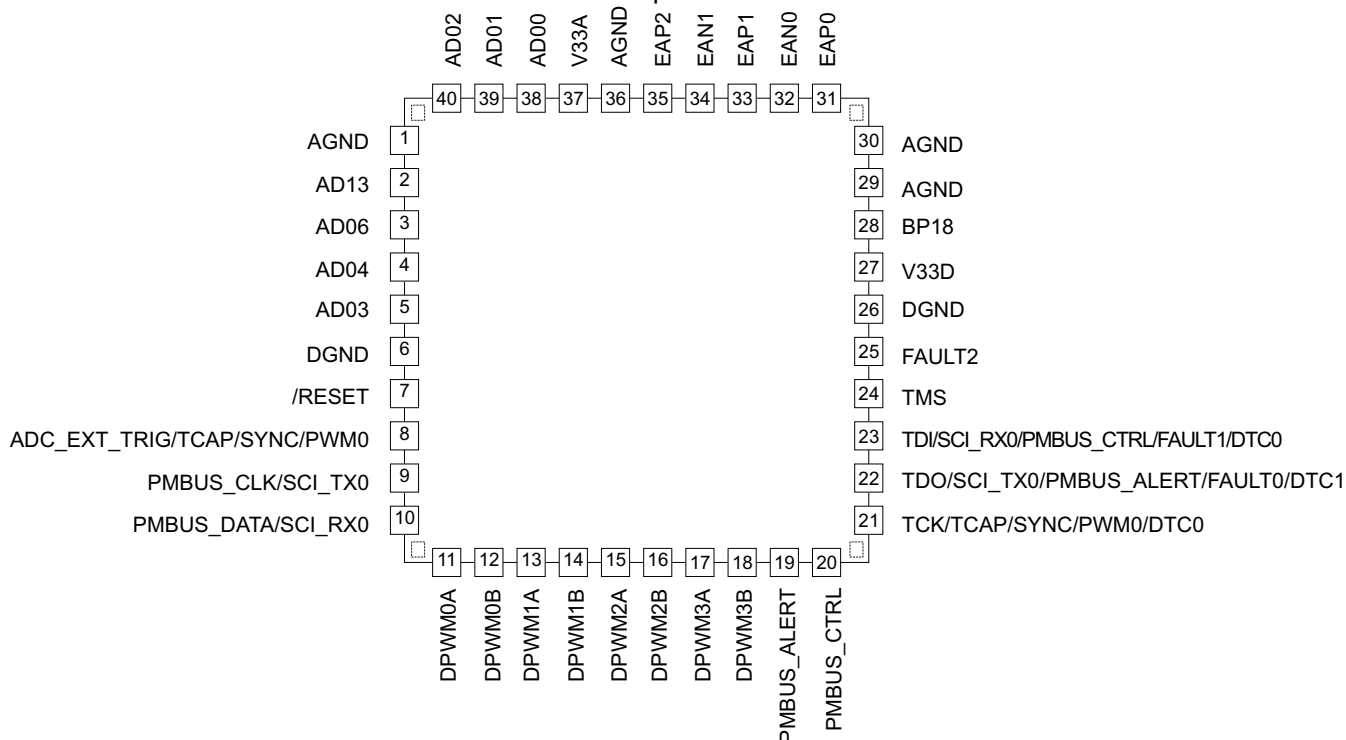 AD02
AD01
AD00
V33A
AGND
EAP2
EAN1
EAP1
EAN0
EAP0
40 39 38 37 36 35 34 33 32 31
AGND 1 30 AGND
AD13 2 29 AGND
AD06 3 28 BP18
AD04 4 27 V33D
AD03 5 26 DGND
DGND 6 25 FAULT2
/RESET 7 24 TMS
ADC_EXT_TRIG/TCAP/SYNC/PWM0 8 23 TDI/SCI_RX0/PMBUS_CTRL/FAULT1/DTC0
PMBUS_CLK/SCI_TX0 9 22 TDO/SCI_TX0/PMBUS_ALERT/FAULT0/DTC1
PMBUS_DATA/SCI_RX0 10 21 TCK/TCAP/SYNC/PWM0/DTC0
11 12 13 14 15 16 17 18 19 20
DPWM0A
DPWM0B
DPWM1A
DPWM1B
DPWM2A
DPWM2B
DPWM3A
DPWM3B
PMBUS_ALERT
PMBUS_CTRL